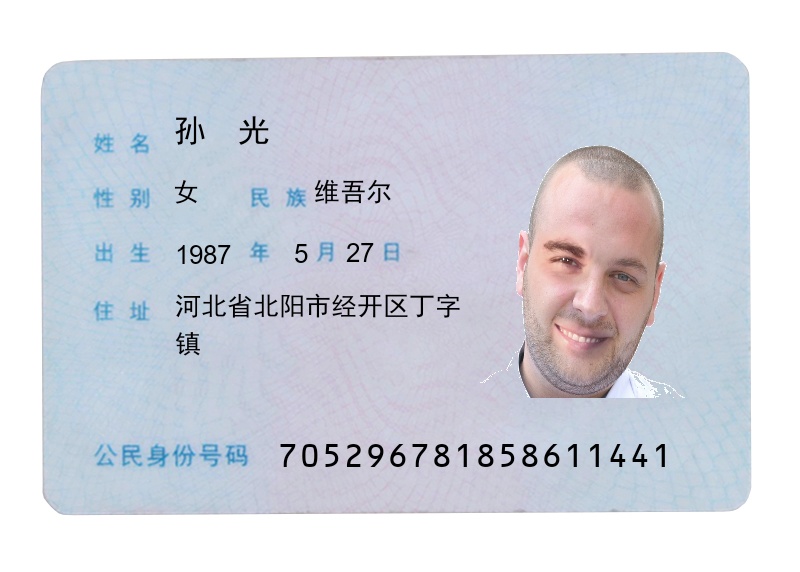 姓名 孙 光
性别 女 民族 维吾尔
出生 1987 年 5 月 27 日
住址 河北省北阳市经开区丁字
镇
公民身份号码 705296781858611441